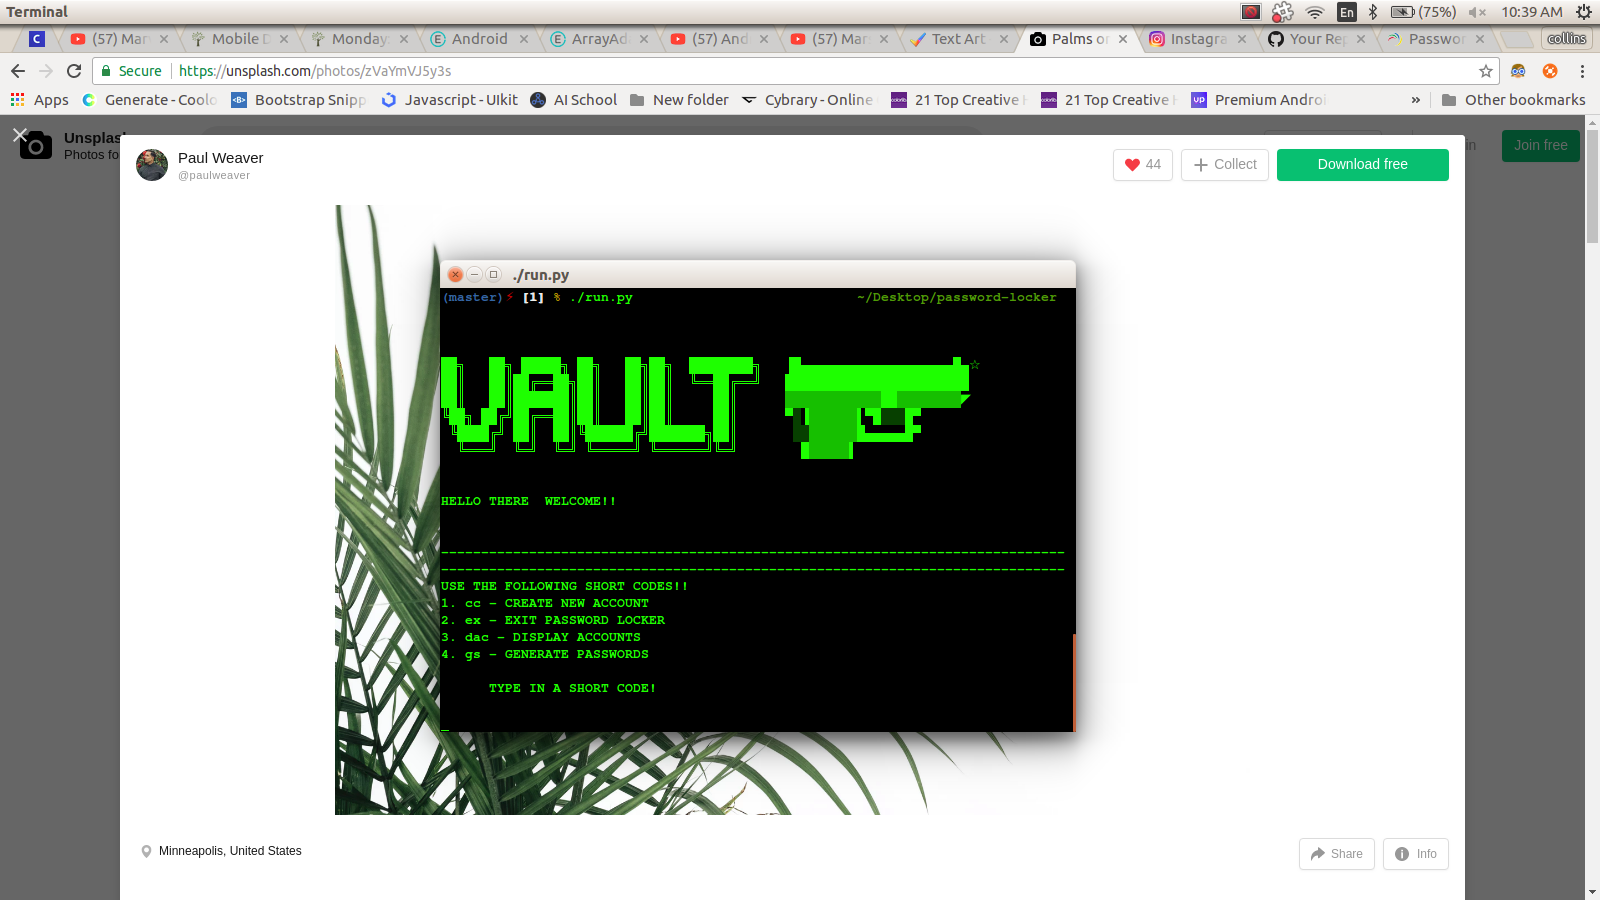 Terminal
En
(75%)
10:39 AM
C
(57) Mar
Mobile D
Monday
Android
ArrayAd
(57) And
(57) Mar
Text Art
Palms or
Instagra
Your Rep
Passwor
collins
Secure
https://unsplash.com/photos/zVaYmVJ5y3s
Apps
Generate - Coolo
Bootstrap Snipp
Javascript - UIkit
AI School
New folder
Cybrary - Online
21 Top Creative
21 Top Creative
Premium Androi
»
Other bookmarks
Unsplas
Photos fo
Join free
Paul Weaver
@paulweaver
44
Collect
Download free
./run.py
(master)⚡ [1] % ./run.py
~/Desktop/password-locker
VAULT
HELLO THERE  WELCOME!!
------------------------------------------------------------------------------
------------------------------------------------------------------------------
USE THE FOLLOWING SHORT CODES!!
1. cc - CREATE NEW ACCOUNT
2. ex - EXIT PASSWORD LOCKER
3. dac - DISPLAY ACCOUNTS
4. gs - GENERATE PASSWORDS
TYPE IN A SHORT CODE!
Minneapolis, United States
Share
Info